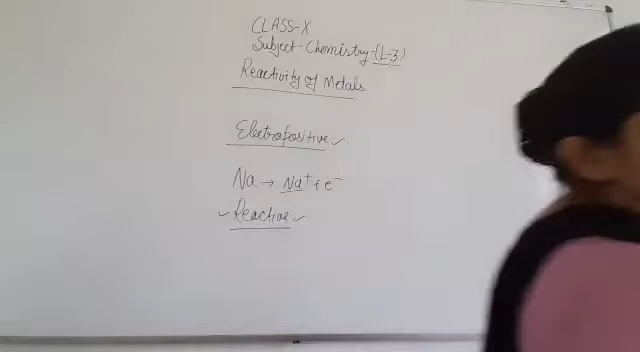 CLASS-X
Subject-Chemistry-(L-3)
Reactivity of Metals
Electropositive ✓
Na → Na⁺ + e⁻
✓ Reactive ✓